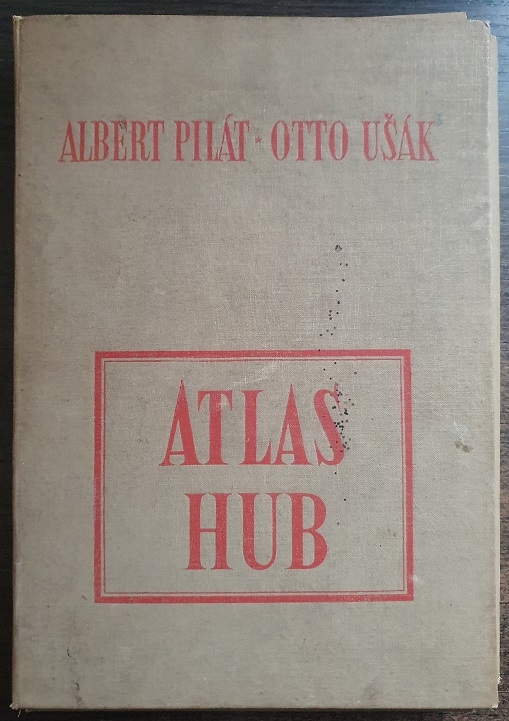 ALBERT PILÁT * OTTO UŠÁK
ATLAS
HUB